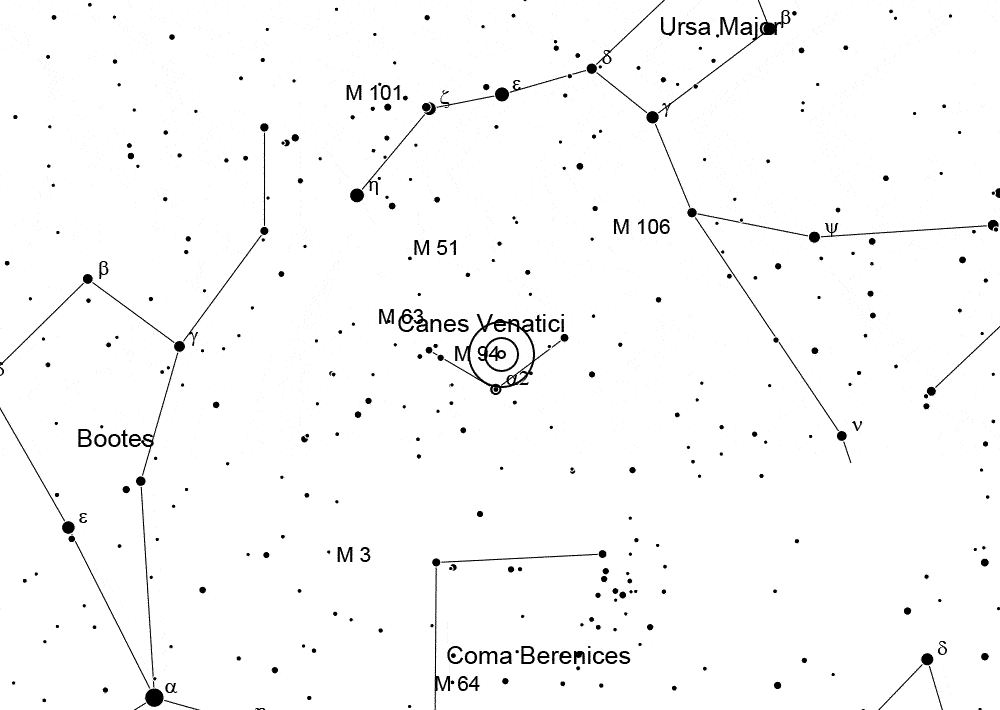 Ursa Major β
δ
ε
M 101 ζ
γ
η
M 106 ψ
M 51
β
M 63
Canes Venatici
γ
M 94
α2
δ
Bootes
ν
ε
M 3
Coma Berenices
δ
M 64
α
η